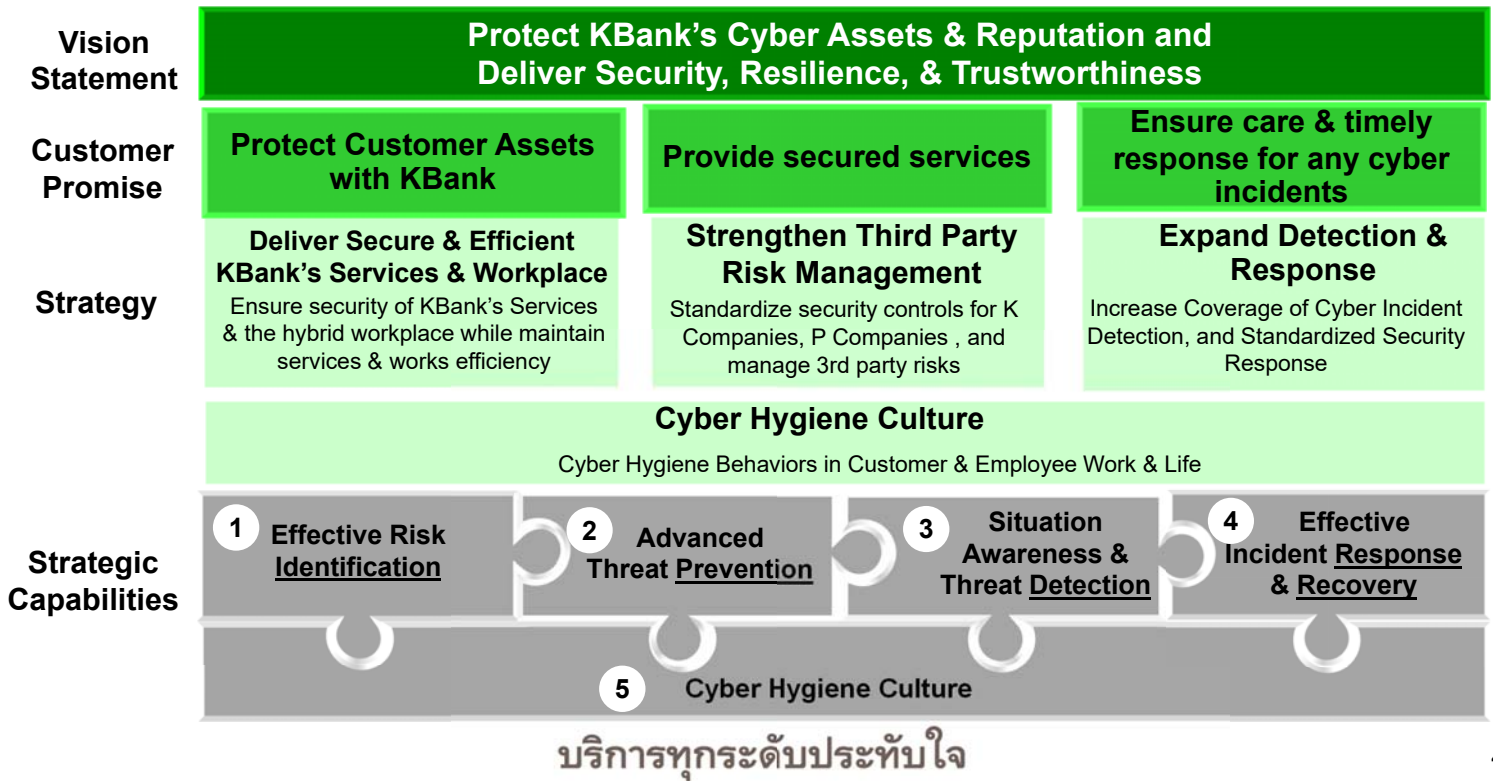 Vision
Statement
Protect KBank's Cyber Assets & Reputation and
Deliver Security, Resilience, & Trustworthiness
Customer
Promise
Protect Customer Assets
with KBank
Provide secured services
Ensure care & timely
response for any cyber
incidents
Strategy
Deliver Secure & Efficient
KBank's Services & Workplace
Ensure security of KBank's Services
& the hybrid workplace while maintain
services & works efficiency
Strengthen Third Party
Risk Management
Standardize security controls for K
Companies, P Companies , and
manage 3rd party risks
Expand Detection &
Response
Increase Coverage of Cyber Incident
Detection, and Standardized Security
Response
Cyber Hygiene Culture
Cyber Hygiene Behaviors in Customer & Employee Work & Life
Strategic
Capabilities
1
Effective Risk
Identification
2
Advanced
Threat Prevention
3
Situation
Awareness &
Threat Detection
4
Effective
Incident Response
& Recovery
5
Cyber Hygiene Culture
บริการทุกระดับประทับใจ